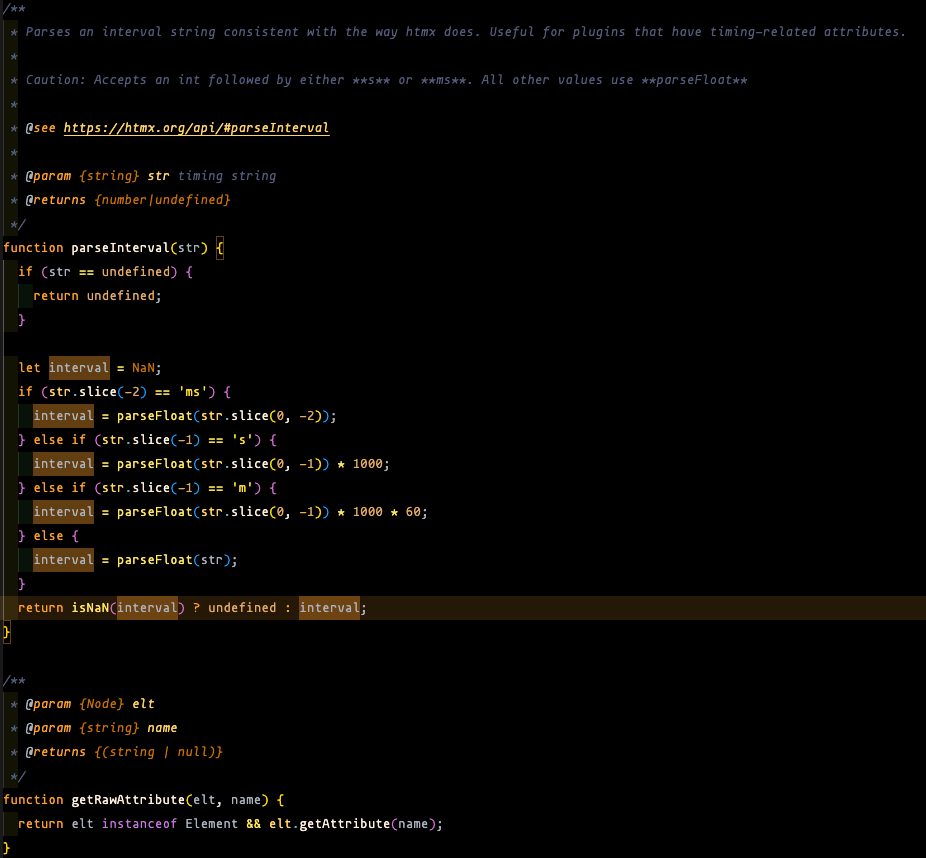 /**
 * Parses an interval string consistent with the way htmx does. Useful for plugins that have timing-related attributes.
 *
 * Caution: Accepts an int followed by either **s** or **ms**. All other values use **parseFloat**
 *
 * @see https://htmx.org/api/#parseInterval
 *
 * @param {string} str timing string
 * @returns {number|undefined}
 */
function parseInterval(str) {
  if (str == undefined) {
    return undefined;
  }

  let interval = NaN;
  if (str.slice(-2) == 'ms') {
    interval = parseFloat(str.slice(0, -2));
  } else if (str.slice(-1) == 's') {
    interval = parseFloat(str.slice(0, -1)) * 1000;
  } else if (str.slice(-1) == 'm') {
    interval = parseFloat(str.slice(0, -1)) * 1000 * 60;
  } else {
    interval = parseFloat(str);
  }
  return isNaN(interval) ? undefined : interval;
}

/**
 * @param {Node} elt
 * @param {string} name
 * @returns {(string | null)}
 */
function getRawAttribute(elt, name) {
  return elt instanceof Element && elt.getAttribute(name);
}